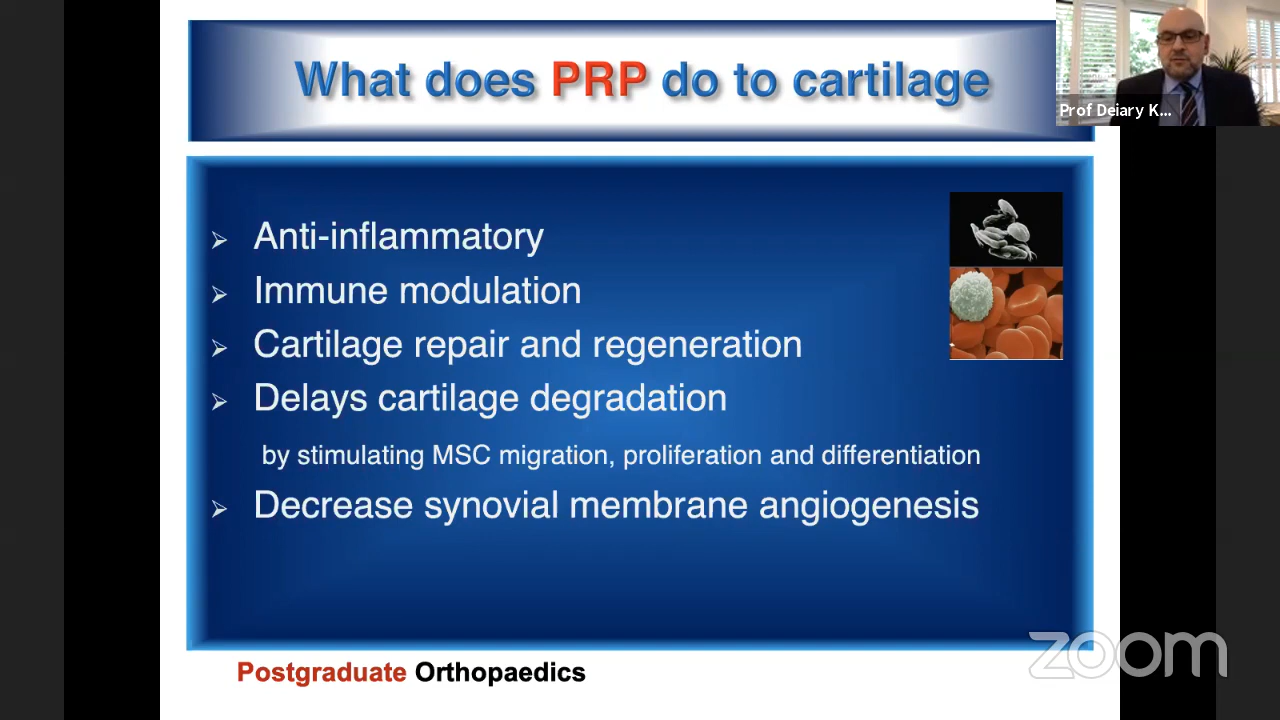 What does PRP do to cartilage
Prof Deiary K...
➢ Anti-inflammatory
➢ Immune modulation
➢ Cartilage repair and regeneration
➢ Delays cartilage degradation
by stimulating MSC migration, proliferation and differentiation
➢ Decrease synovial membrane angiogenesis
Postgraduate Orthopaedics
zoom